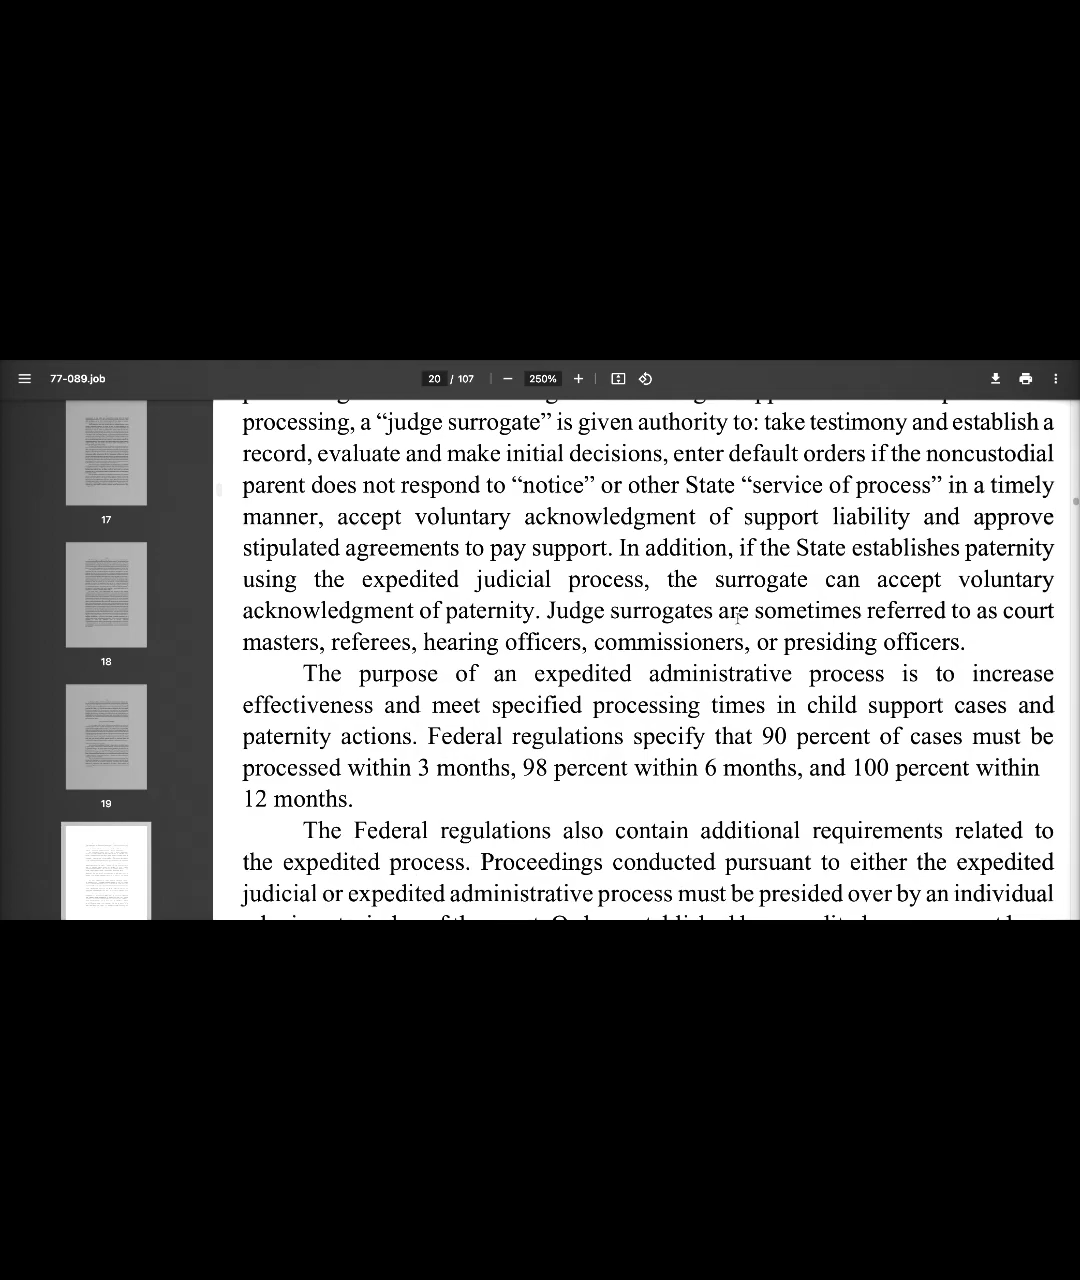 77-089.job
20 / 107
250%
processing, a “judge surrogate” is given authority to: take testimony and establish a
record, evaluate and make initial decisions, enter default orders if the noncustodial
parent does not respond to “notice” or other State “service of process” in a timely
manner, accept voluntary acknowledgment of support liability and approve
stipulated agreements to pay support. In addition, if the State establishes paternity
using the expedited judicial process, the surrogate can accept voluntary
acknowledgment of paternity. Judge surrogates are sometimes referred to as court
masters, referees, hearing officers, commissioners, or presiding officers.
The purpose of an expedited administrative process is to increase
effectiveness and meet specified processing times in child support cases and
paternity actions. Federal regulations specify that 90 percent of cases must be
processed within 3 months, 98 percent within 6 months, and 100 percent within
12 months.
The Federal regulations also contain additional requirements related to
the expedited process. Proceedings conducted pursuant to either the expedited
judicial or expedited administrative process must be presided over by an individual
17
18
19